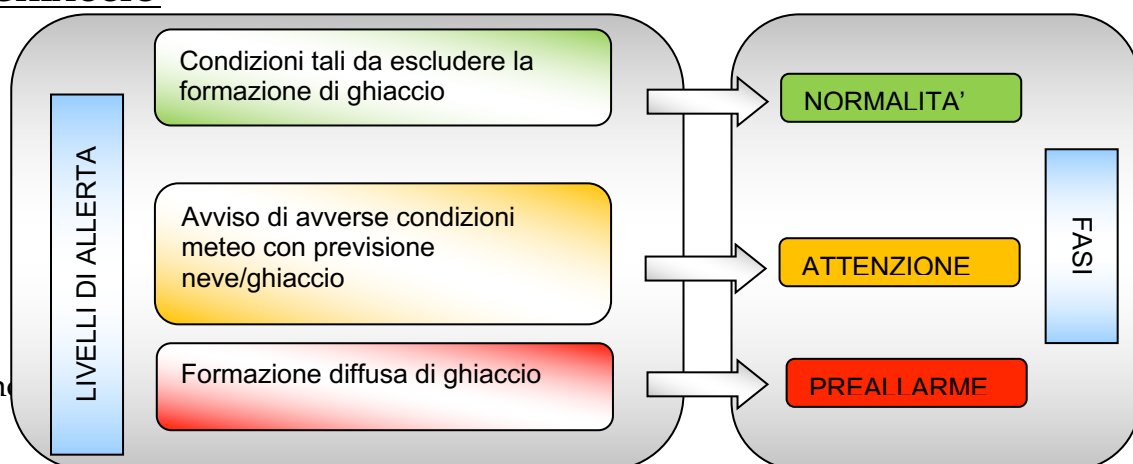 LIVELLI DI ALLERTA
Condizioni tali da escludere la
formazione di ghiaccio
NORMALITA'
Avviso di avverse condizioni
meteo con previsione
neve/ghiaccio
ATTENZIONE
Formazione diffusa di ghiaccio
PREALLARME
FASI